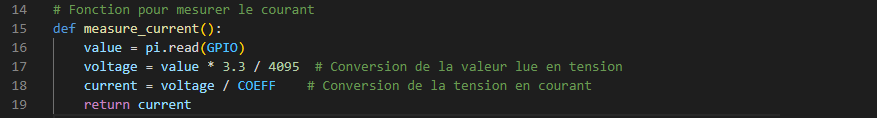 14 # Fonction pour mesurer le courant
15 def measure_current():
16     value = pi.read(GPIO)
17     voltage = value * 3.3 / 4095  # Conversion de la valeur lue en tension
18     current = voltage / COEFF    # Conversion de la tension en courant
19     return current